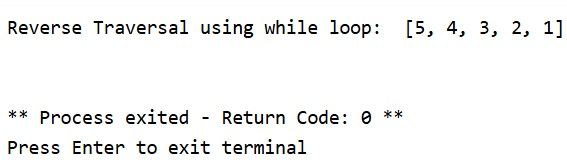 Reverse Traversal using while loop:  [5, 4, 3, 2, 1]
** Process exited - Return Code: 0 **
Press Enter to exit terminal